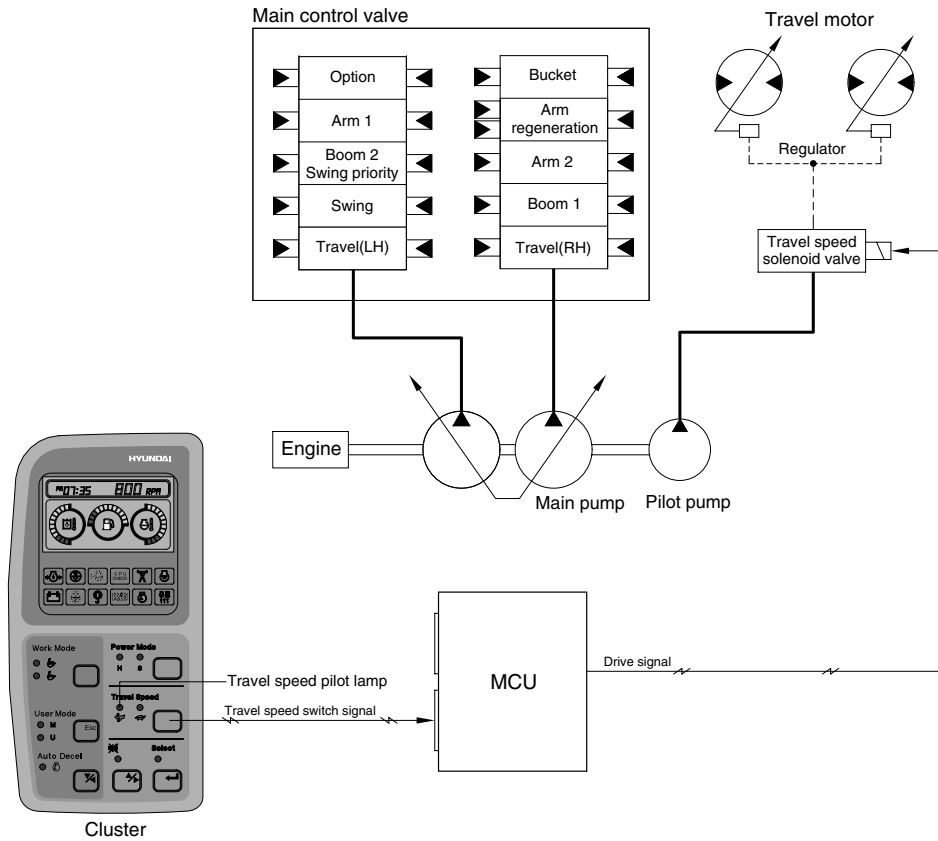 Main control valve
Travel motor
Option
Arm 1
Boom 2
Swing priority
Swing
Travel(LH)
Bucket
Arm
regeneration
Arm 2
Boom 1
Travel(RH)
Regulator
Travel speed
solenoid valve
Engine
Main pump
Pilot pump
HYUNDAI
07:35 800 RPM
CPU
CHECK
Work Mode
Power Mode
H S
Travel speed pilot lamp
Travel Speed
Travel speed switch signal
User Mode
M
U
Esc
Auto Decel
Select
MCU
Drive signal
Cluster